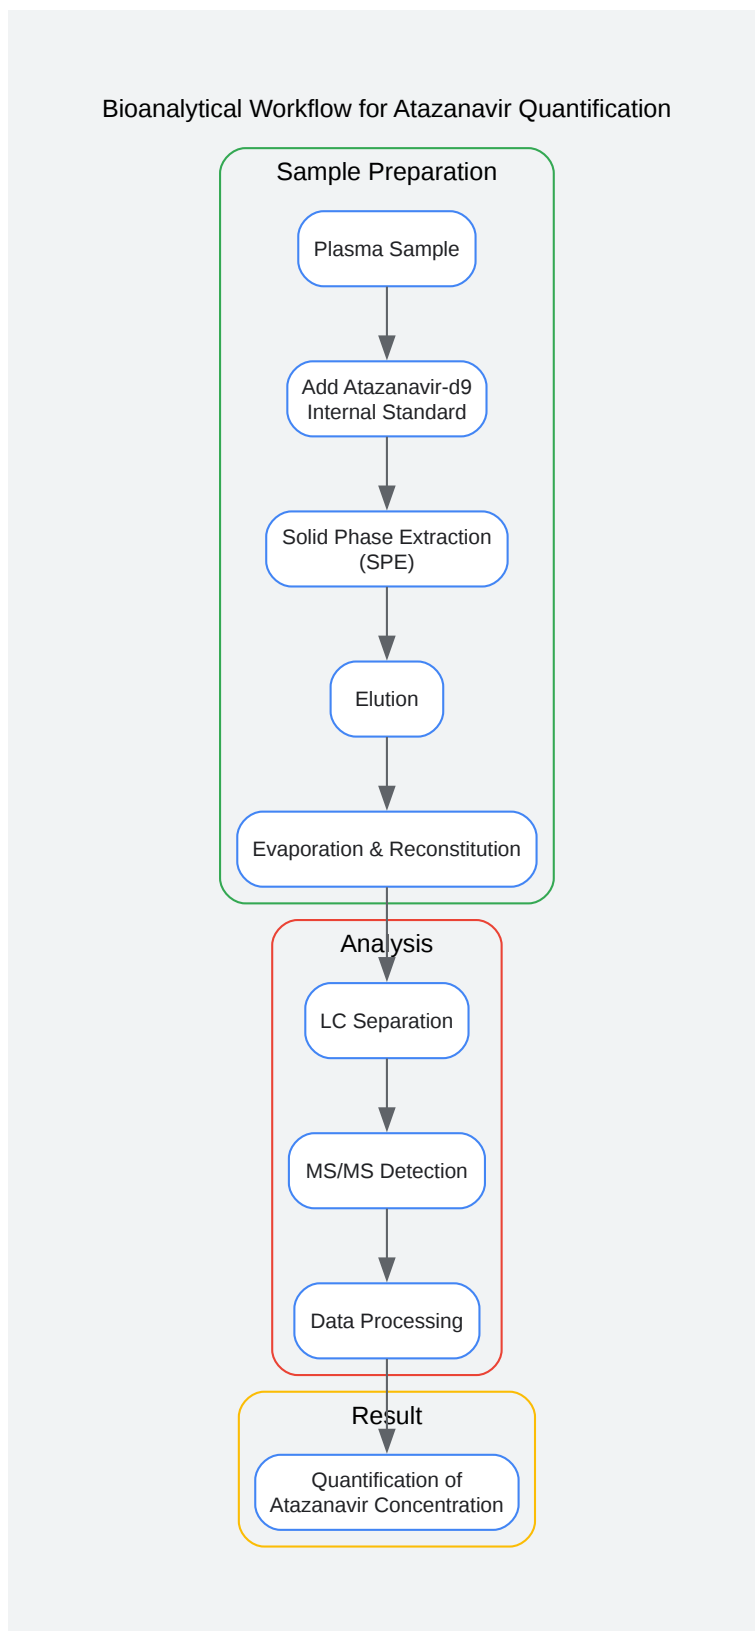 Bioanalytical Workflow for Atazanavir Quantification
Sample Preparation
Plasma Sample
Add Atazanavir-d9
Internal Standard
Solid Phase Extraction
(SPE)
Elution
Evaporation & Reconstitution
Analysis
LC Separation
MS/MS Detection
Data Processing
Result
Quantification of
Atazanavir Concentration